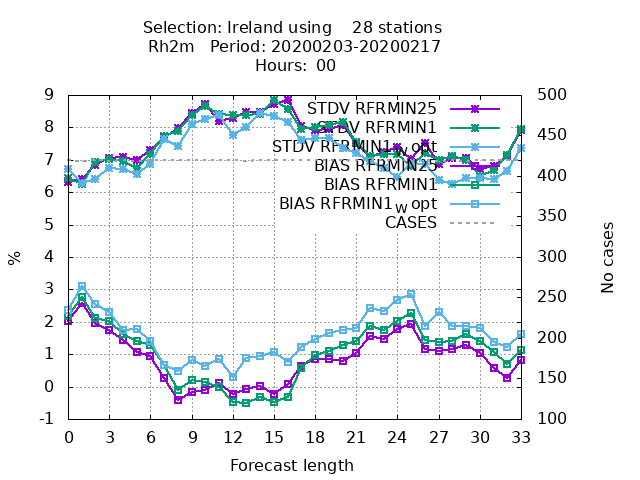 Selection: Ireland using 28 stations
Rh2m Period: 20200203-20200217
Hours: 00
9 500
STDV RFRMIN25
8 STDV RFRMIN1 450
STDV RFRMIN1W opt
7 BIAS RFRMIN25 400
BIAS RFRMIN1
6 BIAS RFRMIN1W opt 350
CASES
5 300
4
% No cases
3 250
2 200
1
0 150
-1 100
0 3 6 9 12 15 18 21 24 27 30 33
Forecast length